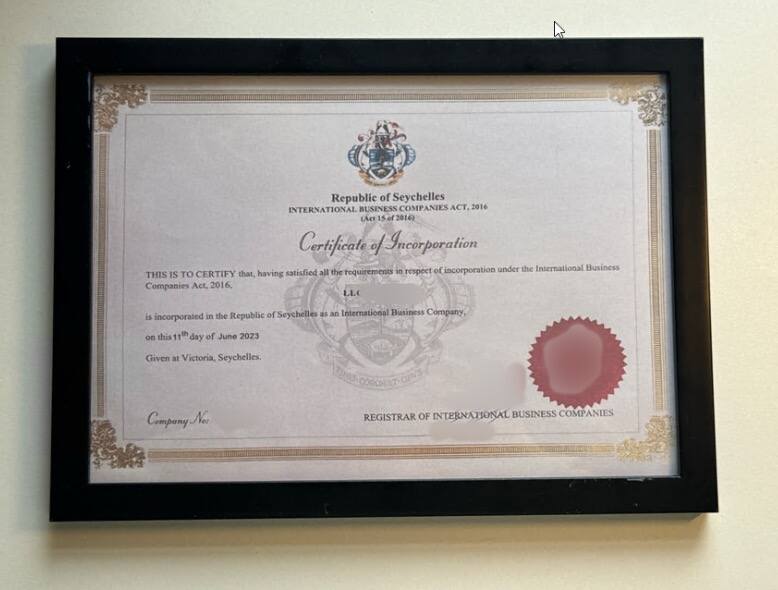 Republic of Seychelles
INTERNATIONAL BUSINESS COMPANIES ACT, 2016
(Act 15 of 2016)
Certificate of Incorporation
THIS IS TO CERTIFY that, having satisfied all the requirements in respect of incorporation under the International Business
Companies Act, 2016,
LLC
is incorporated in the Republic of Seychelles as an International Business Company,
on this 11th day of June 2023
Given at Victoria, Seychelles.
Company No:
REGISTRAR OF INTERNATIONAL BUSINESS COMPANIES